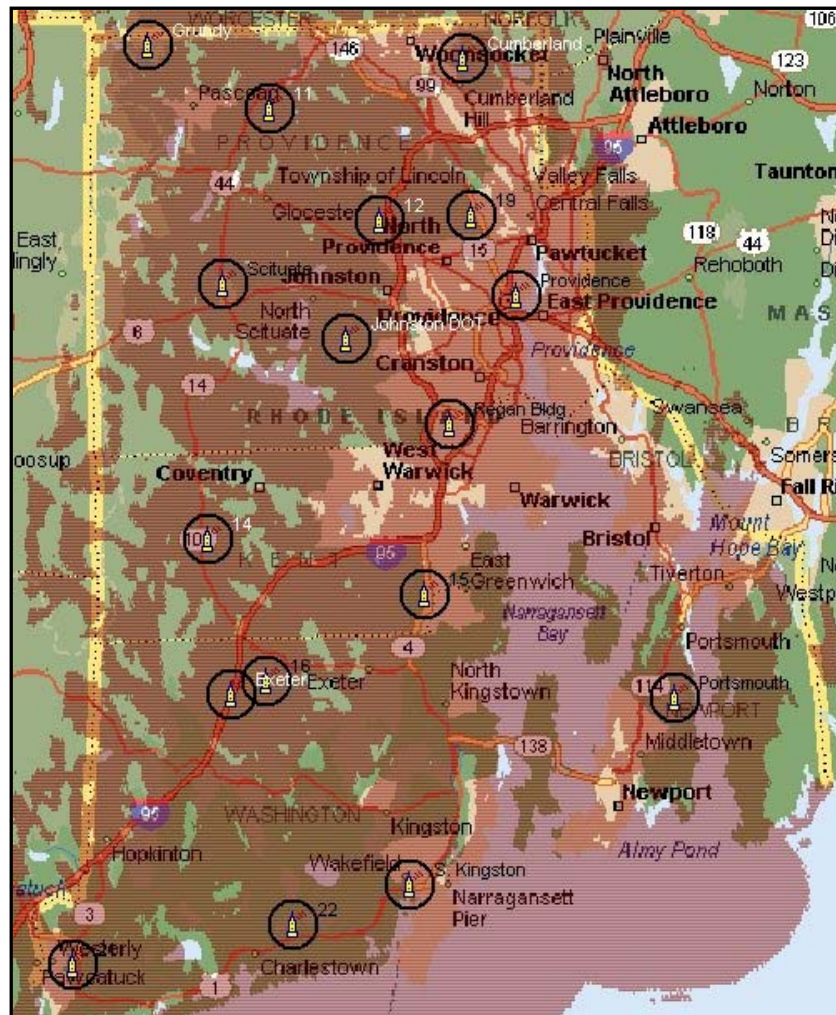 WORCESTER
NORFOLK
106
Grundy
146
Woonsocket
Cumberland
Plainville
123
North
Attleboro
Norton
99
Cumberland
Hill
Pascoag
11
PROVIDENCE
Attleboro
95
Taunton
Township of Lincoln
Valley Falls
44
Glocester
12
North
Providence
19
Central Falls
15
Pawtucket
118
44
East
Rehoboth
Scituate
Johnston
Providence
East Providence
North
Scituate
Johnston DOT
Providence
6
Providence
MAS
Cranston
14
RHODE ISLAND
Regan Bldg
Barrington
Swansea
BRISTOL
Somers
West
Warwick
Coventry
Warwick
Fall Ri
Bristol
Mount
Hope Bay
14
KENT
95
East
Greenwich
Tiverton
Westp
15
Narragansett
Bay
Portsmouth
4
16
Exeter
Exeter
North
Kingstown
114
Portsmouth
NEWPORT
138
Middletown
95
WASHINGTON
Newport
Kingston
Hopkinton
Almy Pond
Wakefield
S. Kingston
Narragansett
Pier
3
22
Westerly
Pawcatuck
Charlestown
1